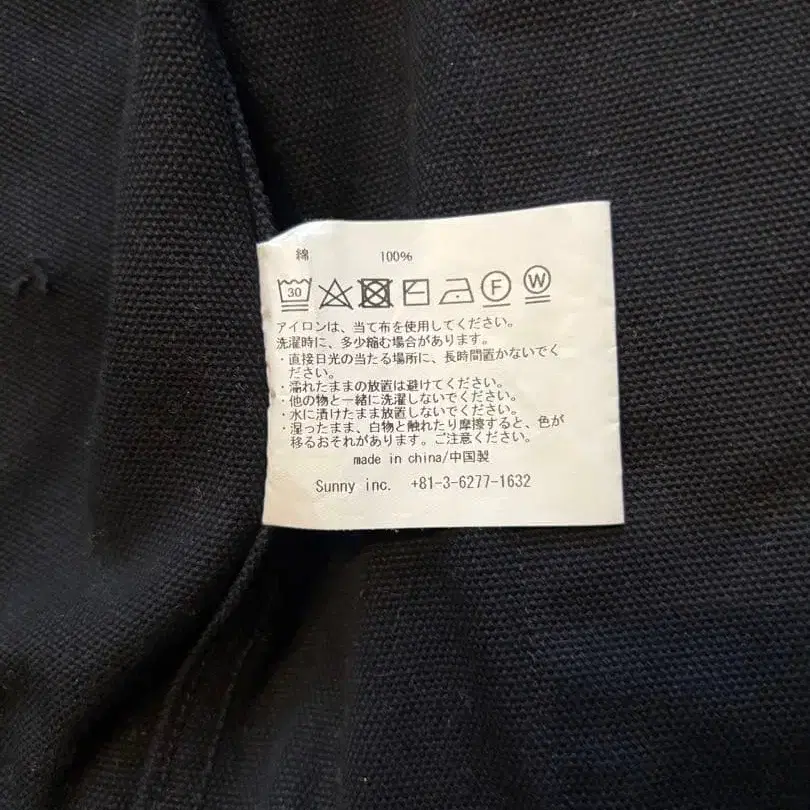 綿 100%
30 F W
アイロンは、当て布を使用してください。
洗濯時に、多少縮む場合があります。
・直接日光の当たる場所に、長時間置かないでく
ださい。
・濡れたままの放置は避けてください。
・他の物と一緒に洗濯しないでください。
・水に漬けたまま放置しないでください。
・湿ったまま、白物と触れたり摩擦すると、色が
移るおそれがあります。ご注意ください。
made in china/中国製
Sunny inc. +81-3-6277-1632